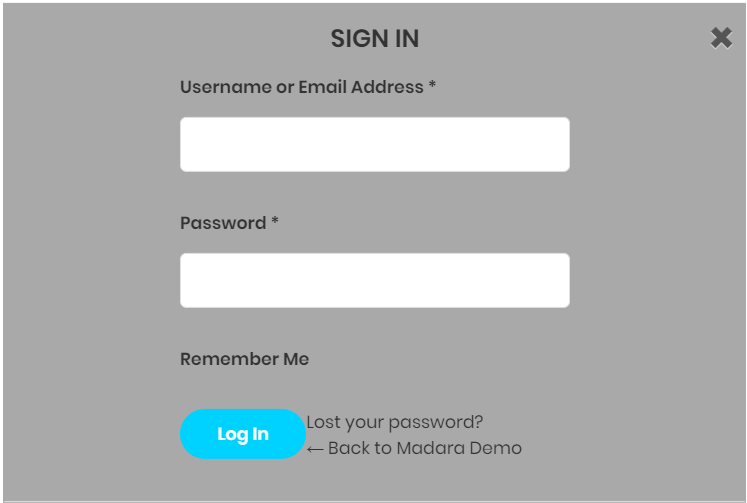 SIGN IN
Username or Email Address *
Password *
Remember Me
Log In
Lost your password?
← Back to Madara Demo